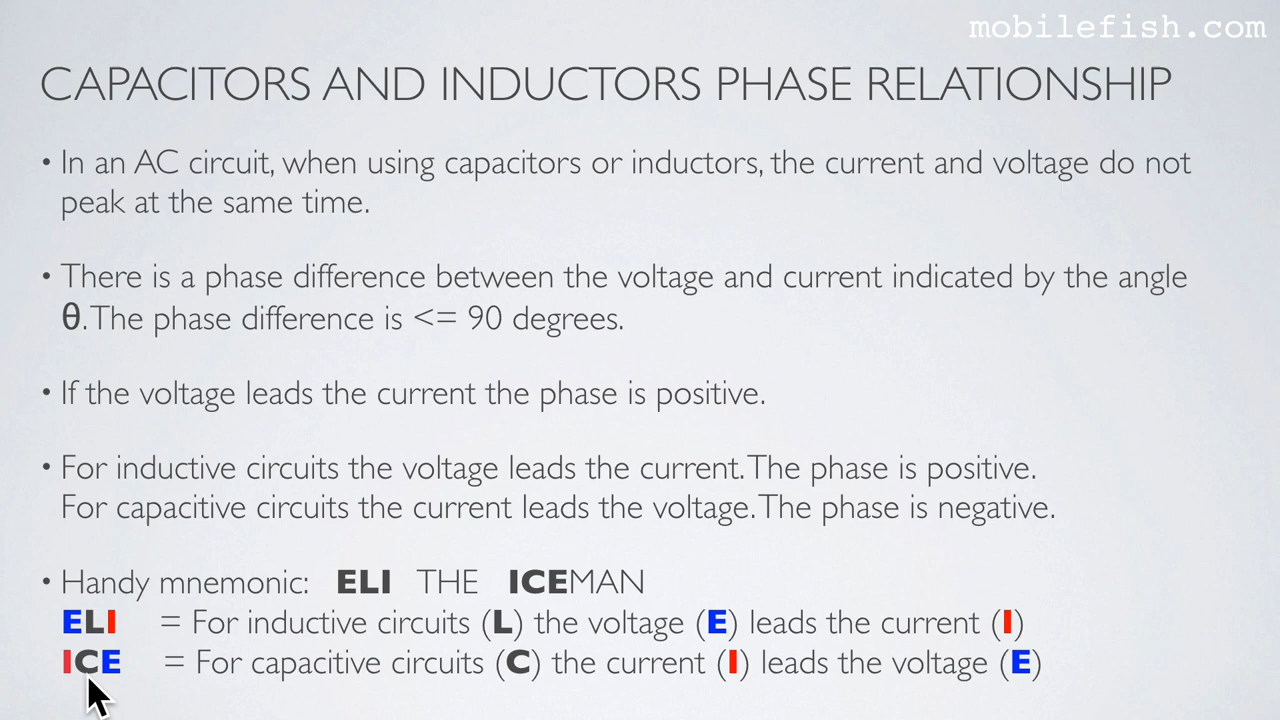 mobilefish.com
CAPACITORS AND INDUCTORS PHASE RELATIONSHIP
• In an AC circuit, when using capacitors or inductors, the current and voltage do not
peak at the same time.
• There is a phase difference between the voltage and current indicated by the angle
θ. The phase difference is <= 90 degrees.
• If the voltage leads the current the phase is positive.
• For inductive circuits the voltage leads the current. The phase is positive.
For capacitive circuits the current leads the voltage. The phase is negative.
• Handy mnemonic: ELI THE ICEMAN
ELI = For inductive circuits (L) the voltage (E) leads the current (I)
ICE = For capacitive circuits (C) the current (I) leads the voltage (E)